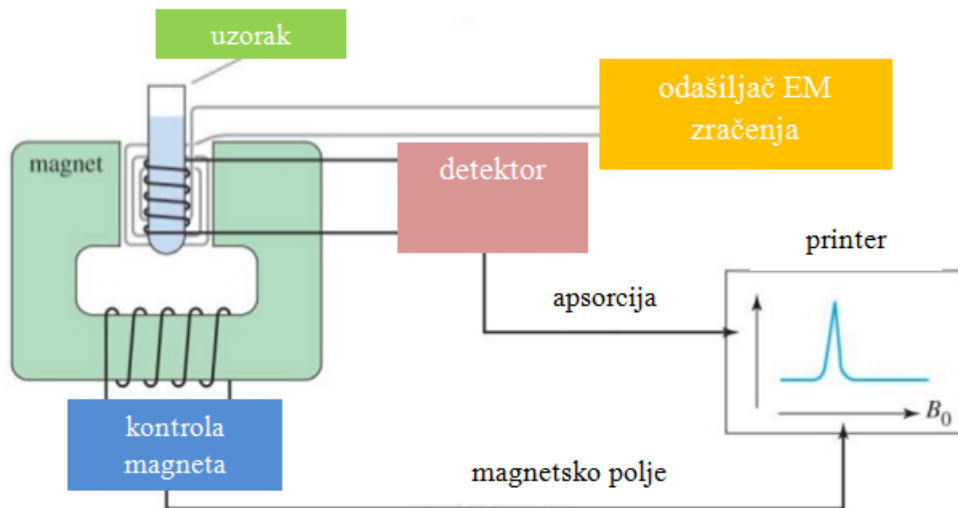 uzorak
odašiljač EM
zračenja
magnet
detektor
printer
apsorcija
B₀
kontrola
magneta
magnetsko polje